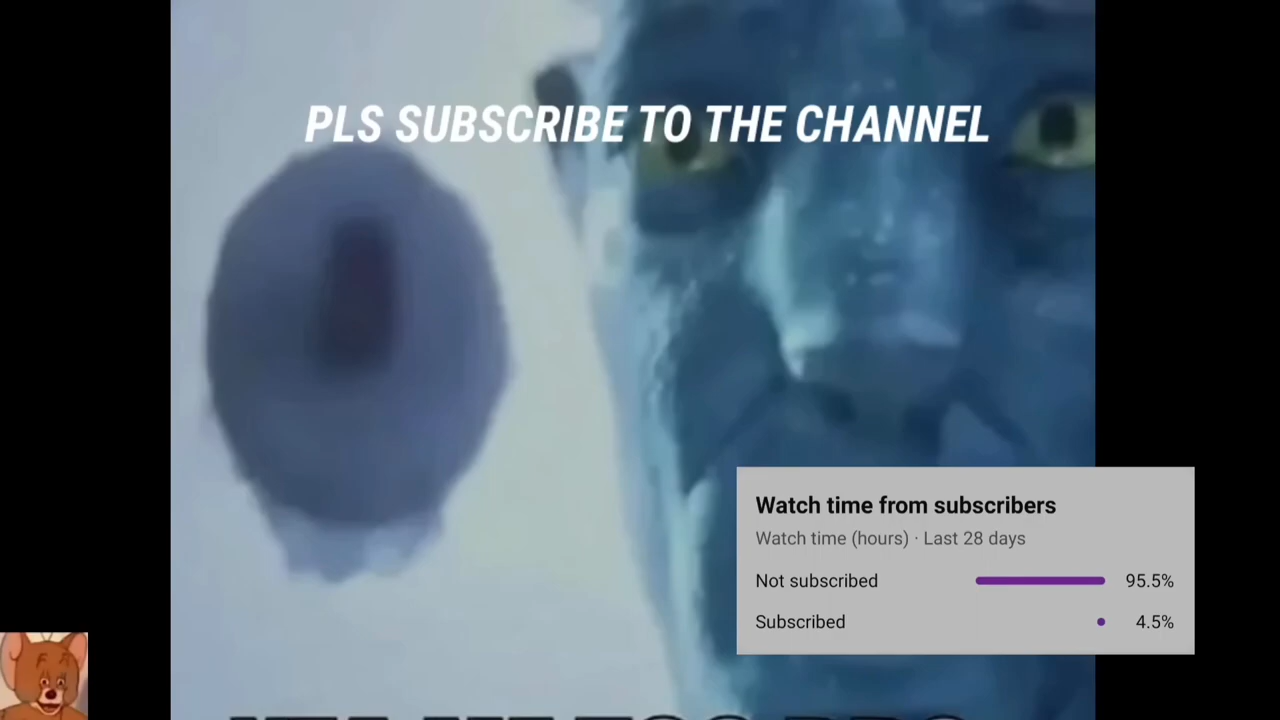 PLS SUBSCRIBE TO THE CHANNEL
Watch time from subscribers
Watch time (hours) · Last 28 days
Not subscribed 95.5%
Subscribed 4.5%